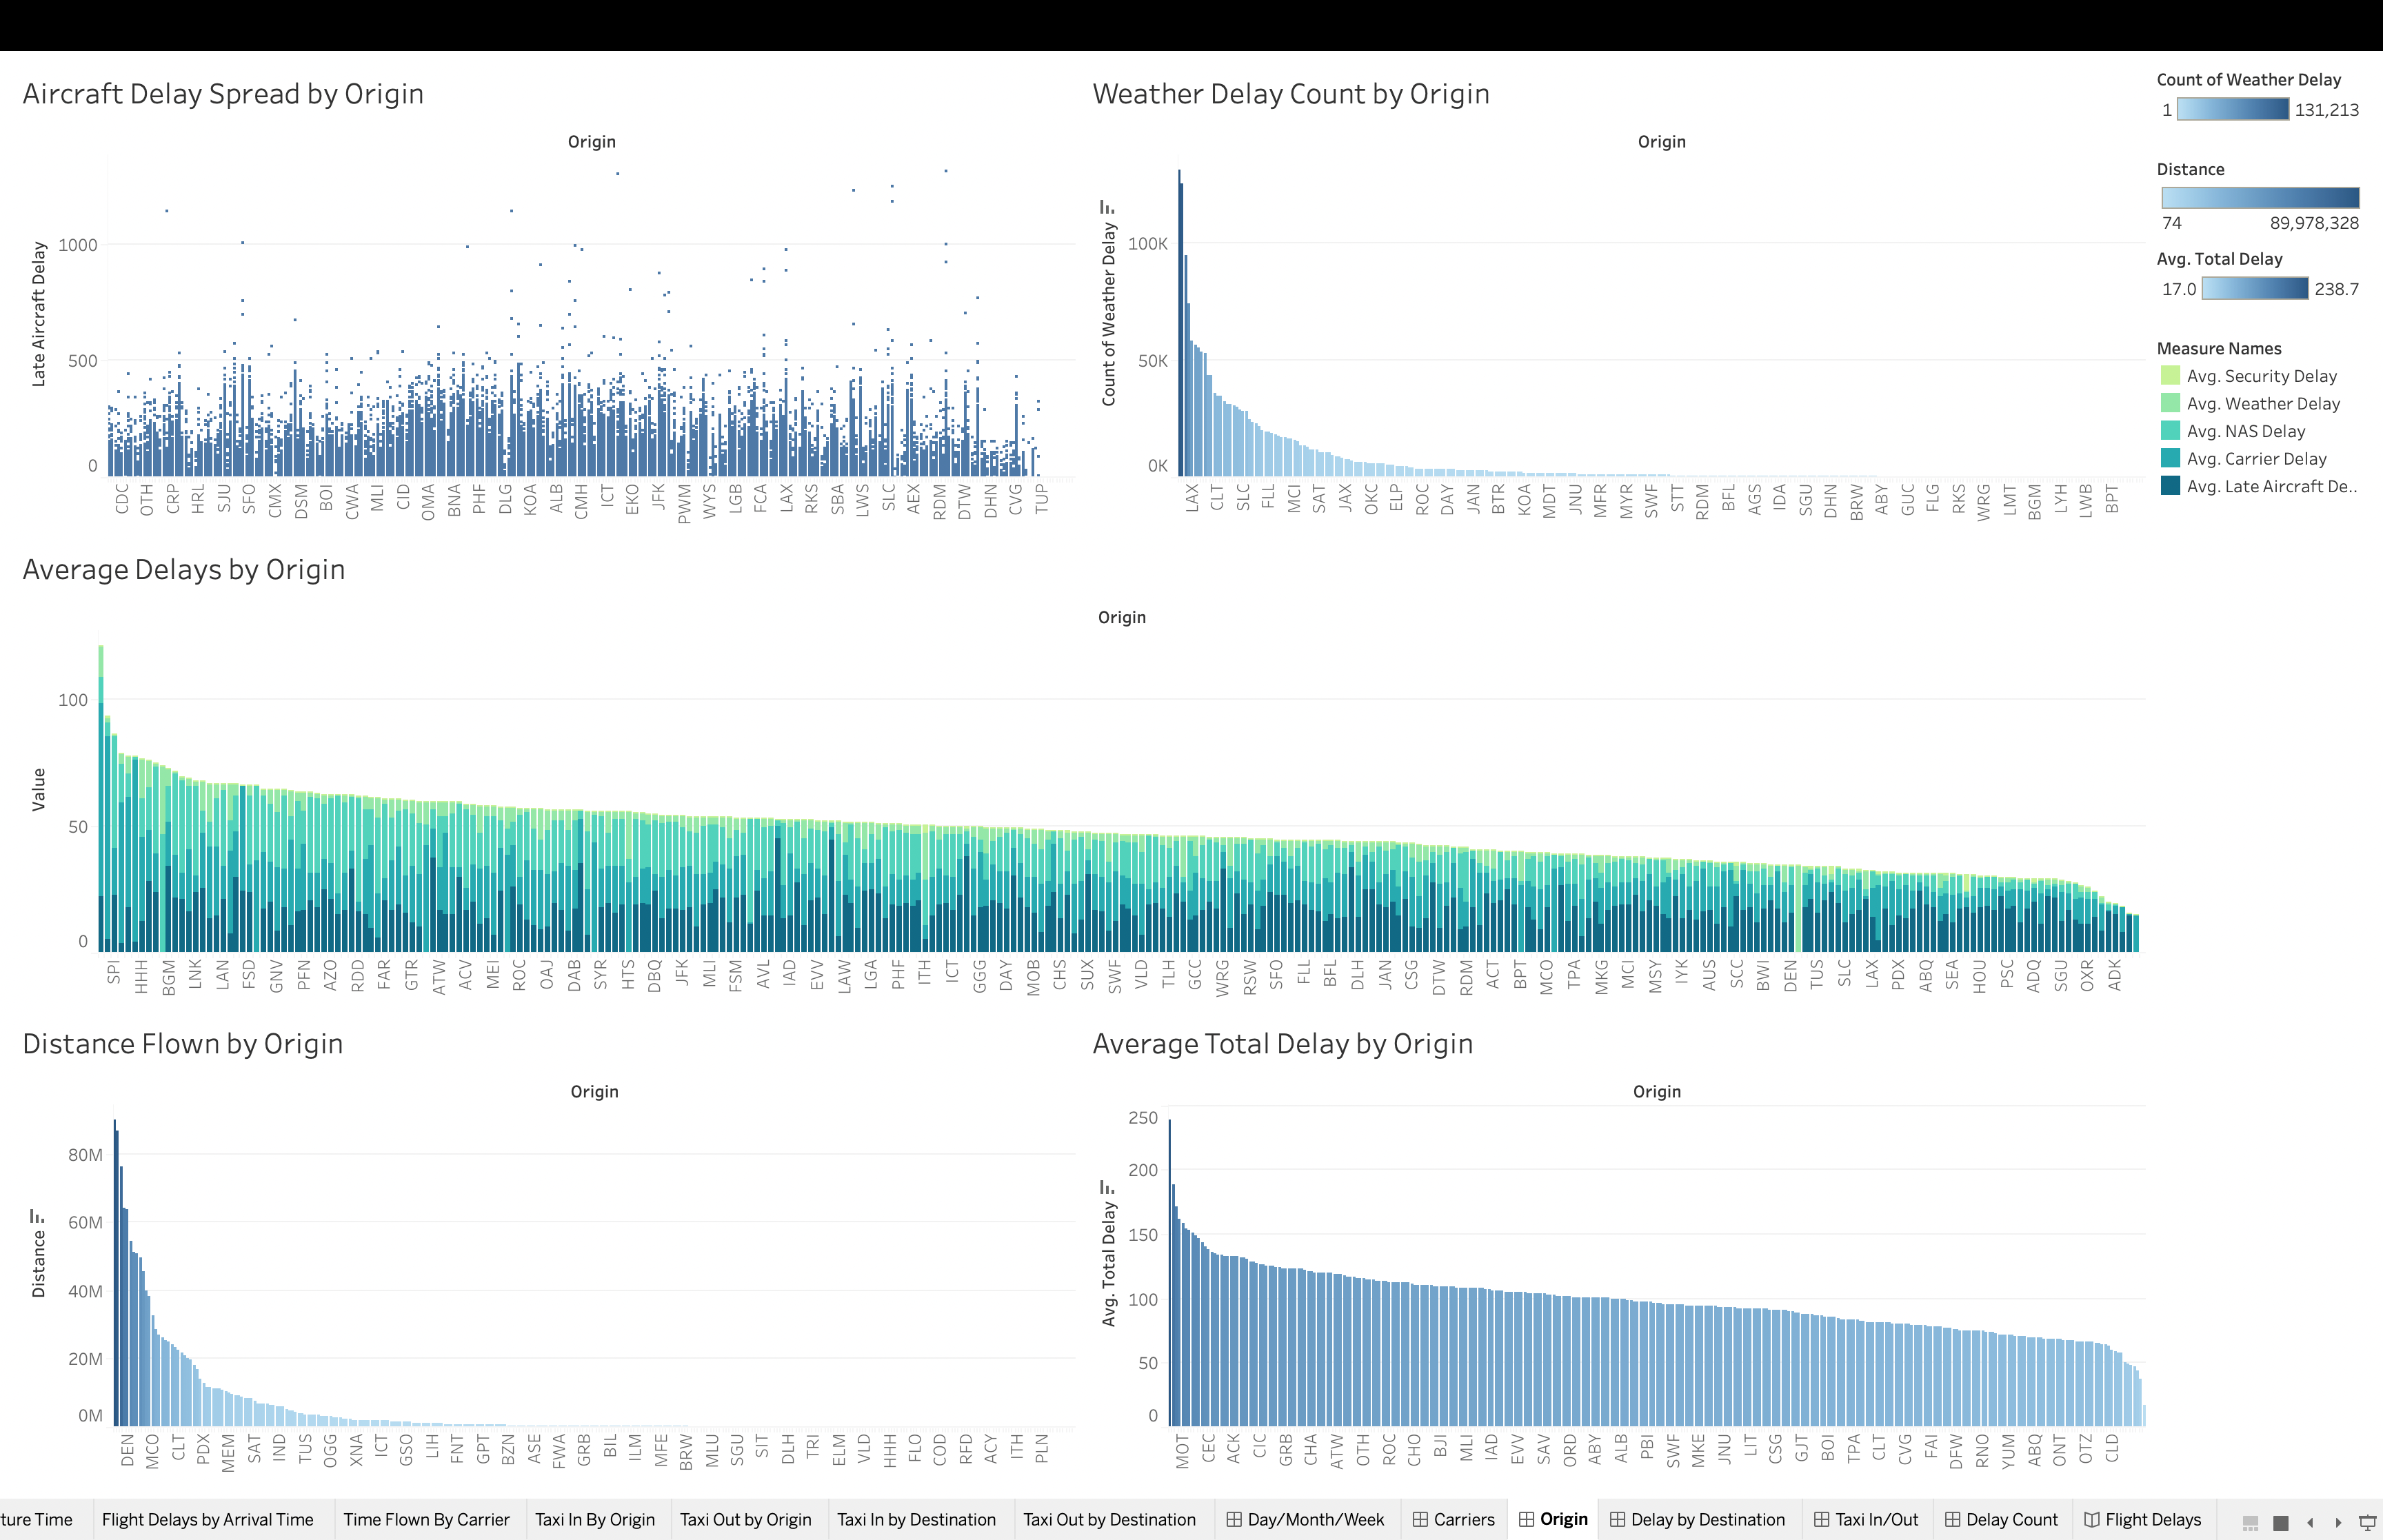 Aircraft Delay Spread by Origin
Origin
Late Aircraft Delay
1000
500
0
CDC OTH CRP HRL SJU SFO CMX DSM BOI CWA MLI CID OMA BNA PHF DLG KOA ALB CMH ICT EKO JFK PWM WYS LGB FCA LAX RKS SBA LWS SLC AEX RDM DTW DHN CVG TUP
Weather Delay Count by Origin
Origin
Count of Weather Delay
100K
50K
0K
LAX CLT SLC FLL MCI SAT JAX OKC ELP ROC DAY JAN BTR KOA MDT JNU MFR MYR SWF STT RDM BFL AGS IDA SGU DHN BRW ABY GUC FLG RKS WRG LMT BGM LYH LWB BPT
Count of Weather Delay
1 131,213
Distance
74 89,978,328
Avg. Total Delay
17.0 238.7
Measure Names
Avg. Security Delay
Avg. Weather Delay
Avg. NAS Delay
Avg. Carrier Delay
Avg. Late Aircraft De..
Average Delays by Origin
Origin
Value
100
50
0
SPI HHH BGM LNK LAN FSD GNV PFN AZO RDD FAR GTR ATW ACV MEI ROC OAJ DAB SYR HTS DBQ JFK MLI FSM AVL IAD EVV LAW LGA PHF ITH ICT GGG DAY MOB CHS SUX SWF VLD TLH GCC WRG RSW SFO FLL BFL DLH JAN CSG DTW RDM ACT BPT MCO TPA MKG MCI MSY IYK AUS SCC BWI DEN TUS SLC LAX PDX ABQ SEA HOU PSC ADQ SGU OXR ADK
Distance Flown by Origin
Origin
Distance
80M
60M
40M
20M
0M
DEN MCO CLT PDX MEM SAT IND TUS OGG XNA ICT GSO LIH FNT GPT BZN ASE FWA GRB BIL ILM MFE BRW MLU SGU SIT DLH TRI ELM VLD HHH FLO COD RFD ACY ITH PLN
Average Total Delay by Origin
Origin
Avg. Total Delay
250
200
150
100
50
0
MOT CEC ACK CIC GRB CHA ATW OTH ROC CHO BJI MLI IAD EVV SAV ORD ABY ALB PBI SWF MKE JNU LIT CSG GJT BOI TPA CLT CVG FAI DFW RNO YUM ABQ ONT OTZ CLD
ture Time Flight Delays by Arrival Time Time Flown By Carrier Taxi In By Origin Taxi Out by Origin Taxi In by Destination Taxi Out by Destination Day/Month/Week Carriers Origin Delay by Destination Taxi In/Out Delay Count Flight Delays